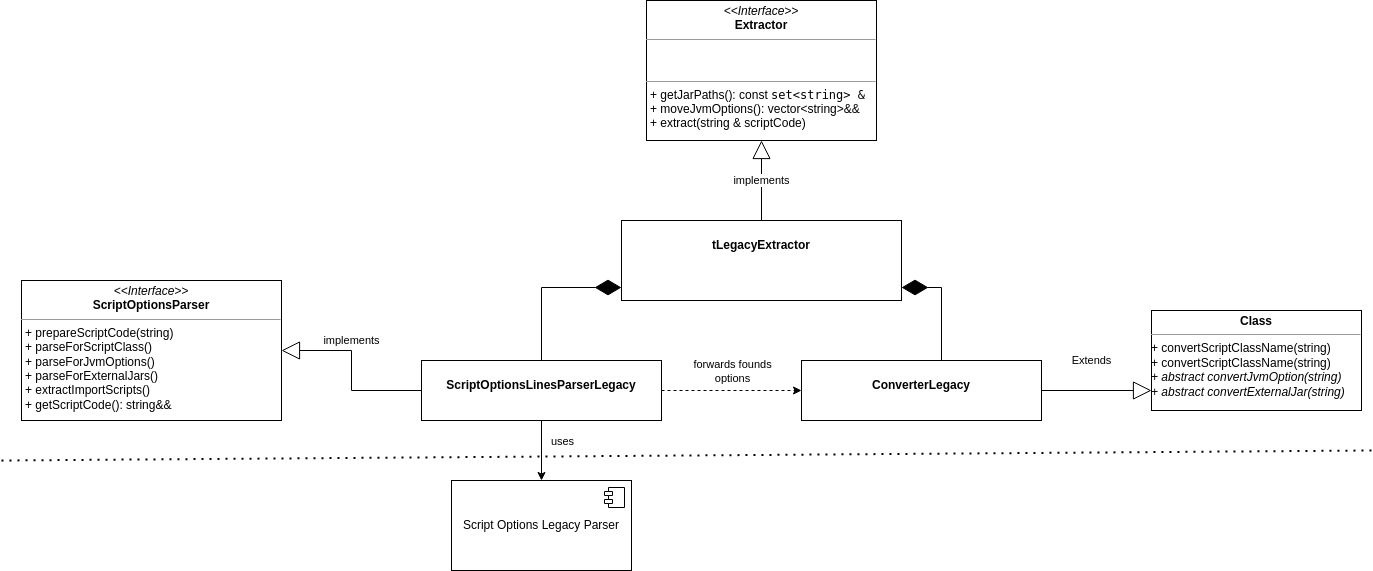 <<Interface>>
Extractor
+ getJarPaths(): const set<string> &
+ moveJvmOptions(): vector<string>&&
+ extract(string & scriptCode)
implements
tLegacyExtractor
<<Interface>>
ScriptOptionsParser
+ prepareScriptCode(string)
+ parseForScriptClass()
+ parseForJvmOptions()
+ parseForExternalJars()
+ extractImportScripts()
+ getScriptCode(): string&&
implements
ScriptOptionsLinesParserLegacy
forwards founds
options
ConverterLegacy
Extends
Class
+ convertScriptClassName(string)
+ convertScriptClassName(string)
+ abstract convertJvmOption(string)
+ abstract convertExternalJar(string)
uses
Script Options Legacy Parser